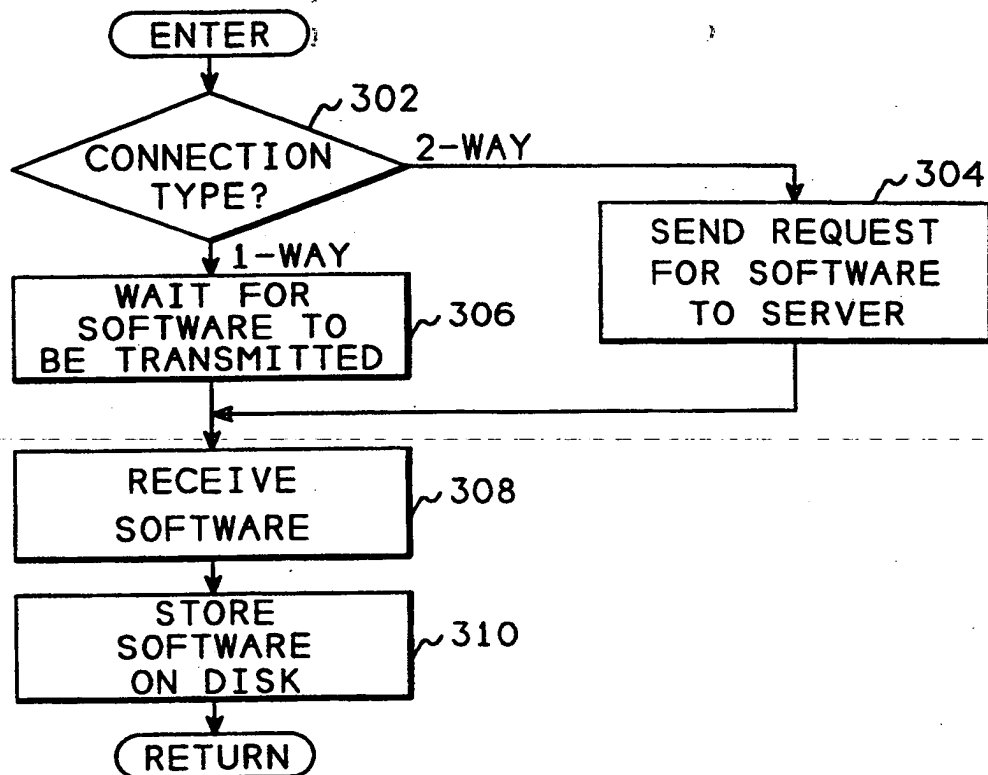 ENTER
302
CONNECTION
TYPE?
2-WAY
304
SEND REQUEST
FOR SOFTWARE
TO SERVER
1-WAY
WAIT FOR
SOFTWARE TO
BE TRANSMITTED
306
RECEIVE
SOFTWARE
308
STORE
SOFTWARE
ON DISK
310
RETURN